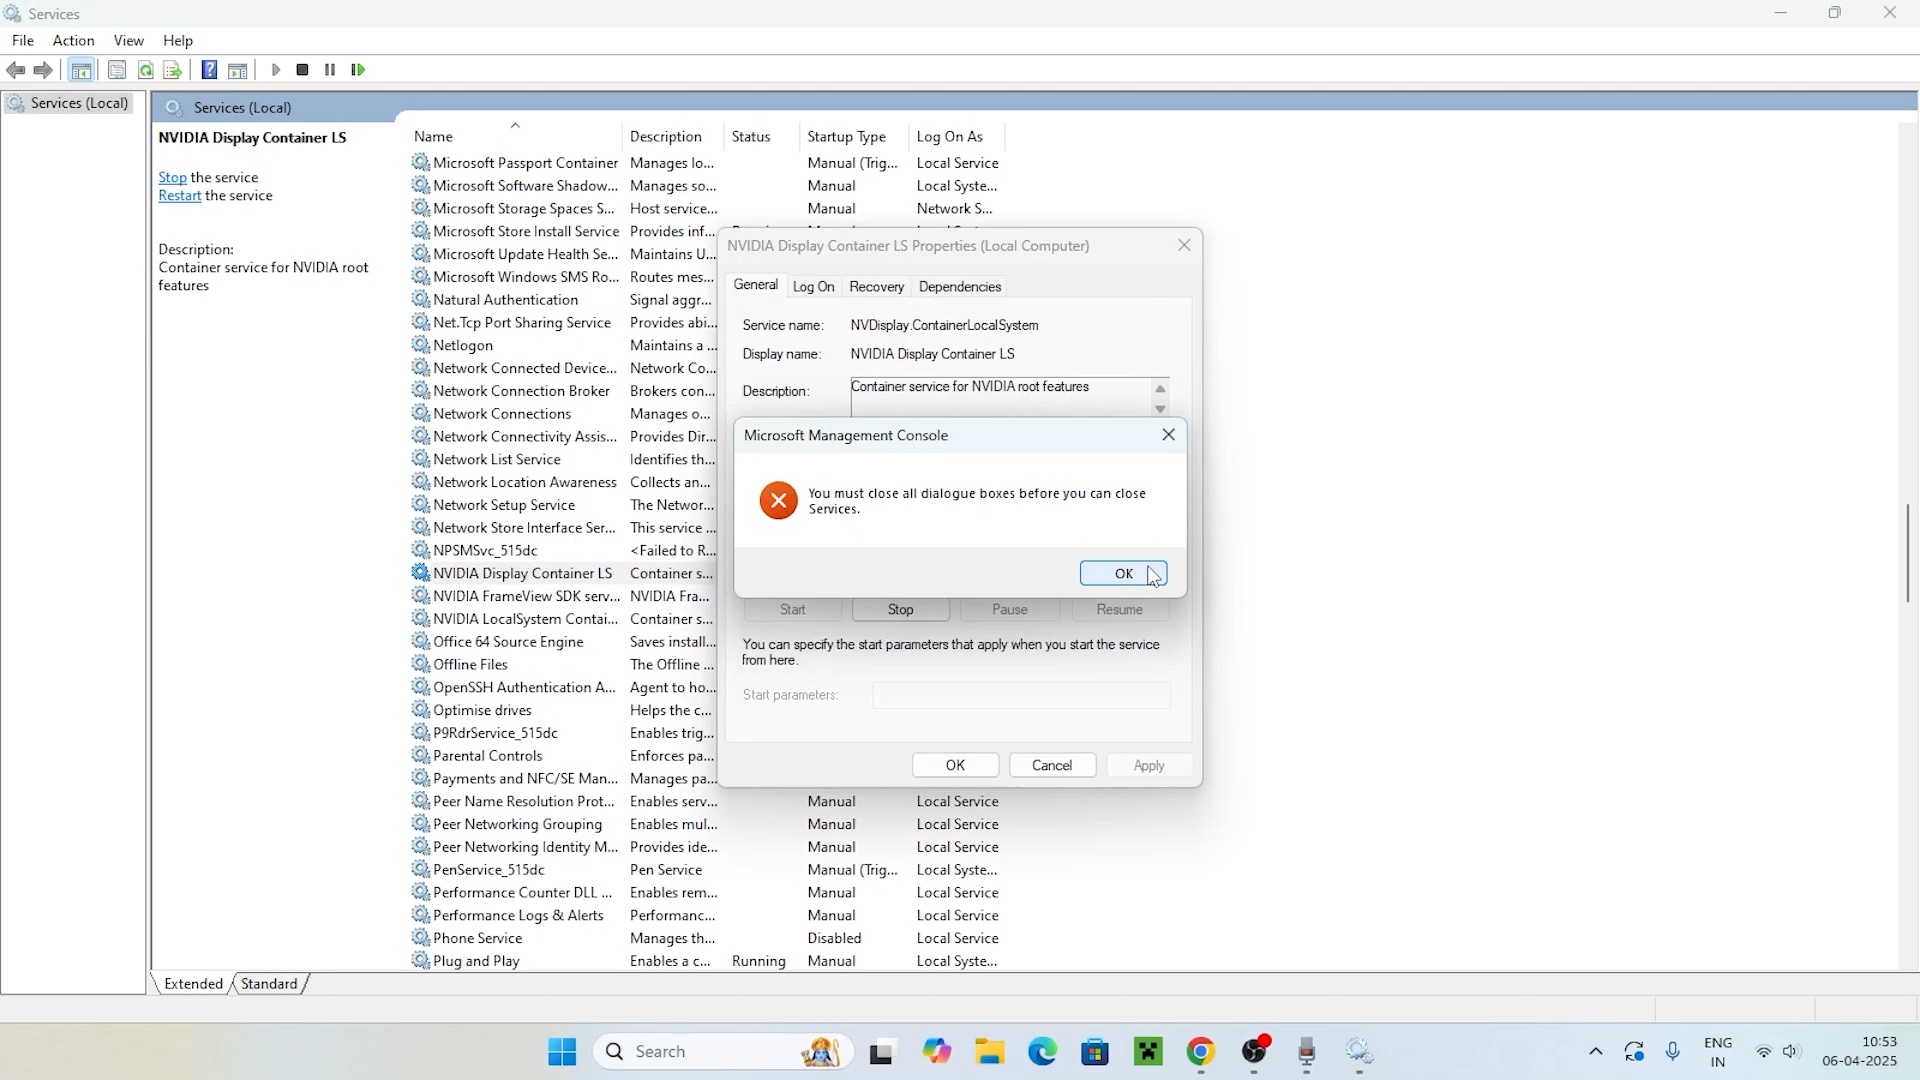 Services
File Action View Help
Services (Local)
Services (Local)
NVIDIA Display Container LS
Stop the service
Restart the service
Description:
Container service for NVIDIA root
features
Name Description Status Startup Type Log On As
Microsoft Passport Container Manages lo... Manual (Trig... Local Service
Microsoft Software Shadow... Manages so... Manual Local Syste...
Microsoft Storage Spaces S... Host service... Manual Network S...
Microsoft Store Install Service Provides inf...
Microsoft Update Health Se... Maintains U...
Microsoft Windows SMS Ro... Routes mes...
Natural Authentication Signal aggr...
Net.Tcp Port Sharing Service Provides abi...
Netlogon Maintains a ...
Network Connected Device... Network Co...
Network Connection Broker Brokers con...
Network Connections Manages o...
Network Connectivity Assis... Provides Dir...
Network List Service Identifies th...
Network Location Awareness Collects an...
Network Setup Service The Networ...
Network Store Interface Ser... This service ...
NPSMSvc_515dc <Failed to R...
NVIDIA Display Container LS Container s...
NVIDIA FrameView SDK serv... NVIDIA Fra...
NVIDIA LocalSystem Contai... Container s...
Office 64 Source Engine Saves install...
Offline Files The Offline ...
OpenSSH Authentication A... Agent to ho...
Optimise drives Helps the c...
P9RdrService_515dc Enables trig...
Parental Controls Enforces pa...
Payments and NFC/SE Man... Manages pa...
Peer Name Resolution Prot... Enables serv... Manual Local Service
Peer Networking Grouping Enables mul... Manual Local Service
Peer Networking Identity M... Provides ide... Manual Local Service
PenService_515dc Pen Service Manual (Trig... Local Syste...
Performance Counter DLL ... Enables rem... Manual Local Service
Performance Logs & Alerts Performanc... Manual Local Service
Phone Service Manages th... Disabled Local Service
Plug and Play Enables a c... Running Manual Local Syste...
NVIDIA Display Container LS Properties (Local Computer)
General Log On Recovery Dependencies
Service name: NVDisplay.ContainerLocalSystem
Display name: NVIDIA Display Container LS
Description: Container service for NVIDIA root features
Microsoft Management Console
You must close all dialogue boxes before you can close
Services.
OK
Start Stop Pause Resume
You can specify the start parameters that apply when you start the service
from here.
Start parameters:
OK Cancel Apply
Extended Standard
Search
ENG
IN
10:53
06-04-2025